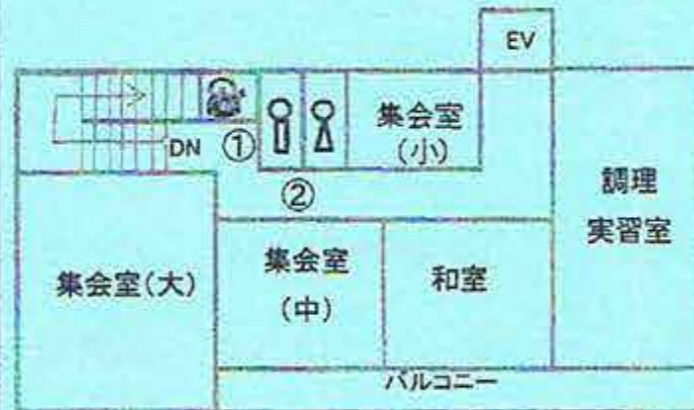 EV
集会室
(小)
DN
①
②
調理
実習室
集会室(大)
集会室
(中)
和室
バルコニー